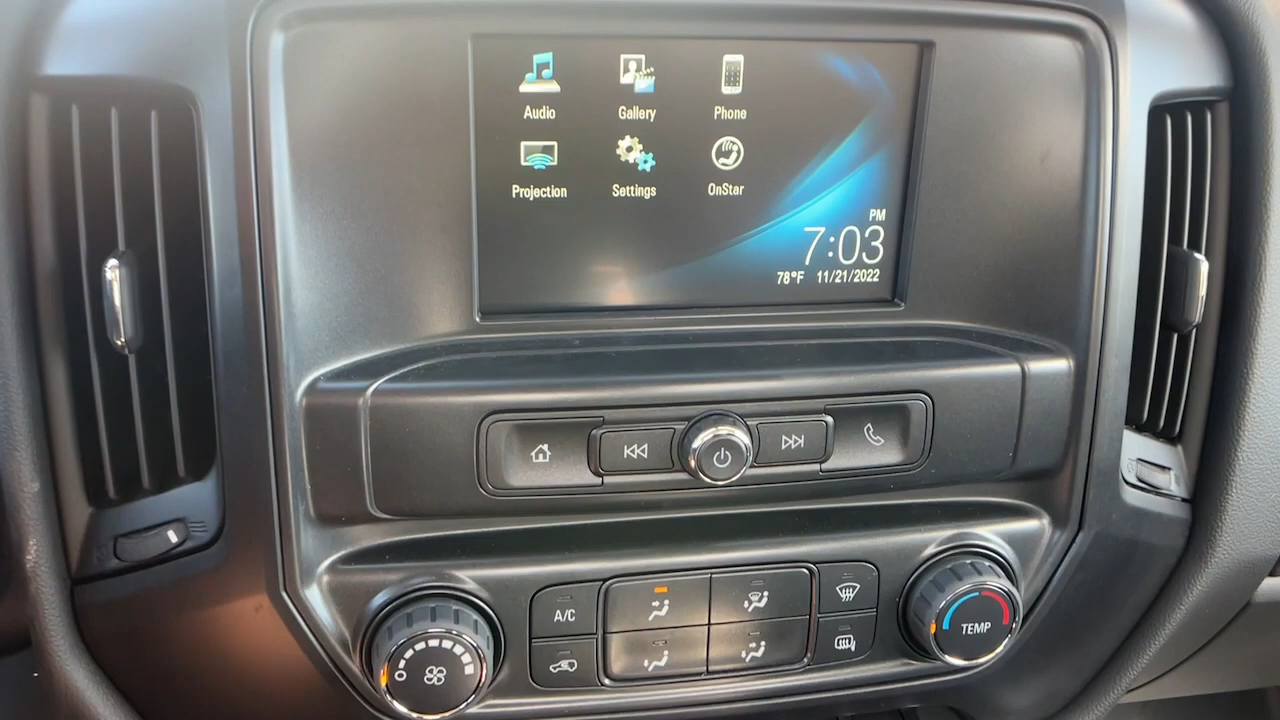 Audio
Gallery
Phone
Projection
Settings
OnStar
PM
7:03
78°F 11/21/2022
A/C
TEMP